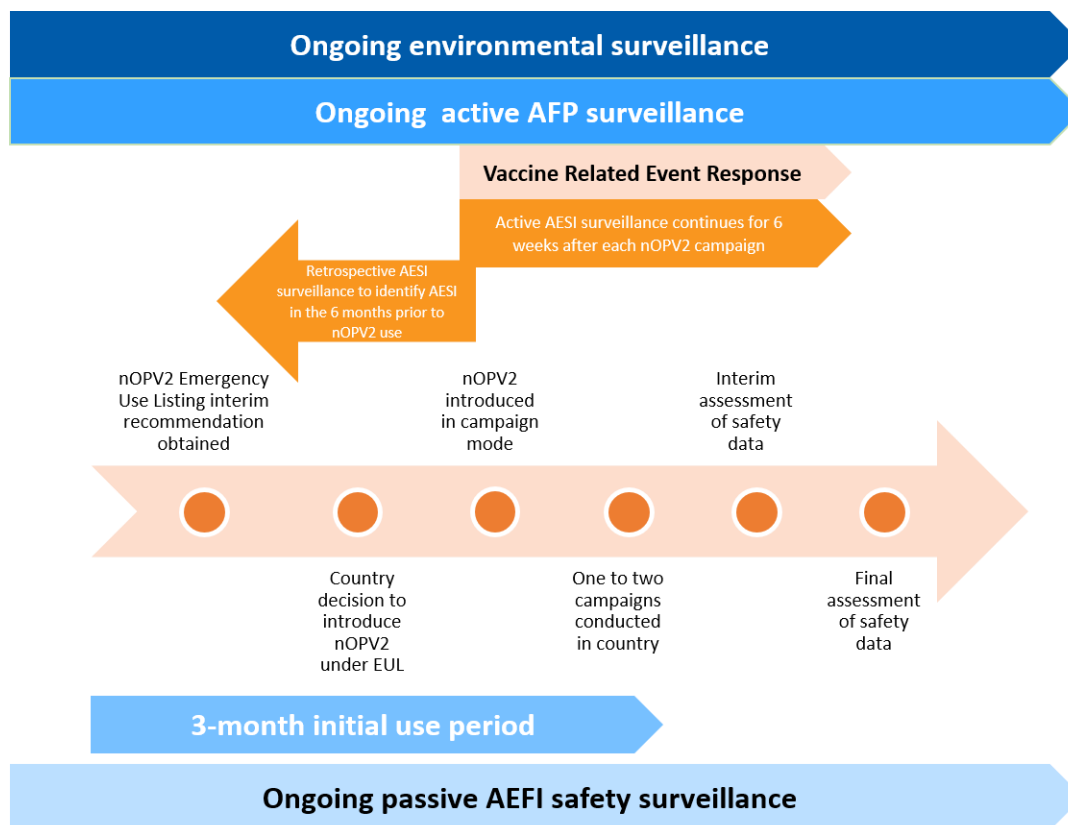 Ongoing environmental surveillance
Ongoing active AFP surveillance
Vaccine Related Event Response
Active AESI surveillance continues for 6
weeks after each nOPV2 campaign
Retrospective AESI
surveillance to identify AESI
in the 6 months prior to
nOPV2 use
nOPV2 Emergency
Use Listing interim
recommendation
obtained
nOPV2
introduced
in campaign
mode
Interim
assessment
of safety
data
Country
decision to
introduce
nOPV2
under EUL
One to two
campaigns
conducted
in country
Final
assessment
of safety
data
3-month initial use period
Ongoing passive AEFI safety surveillance